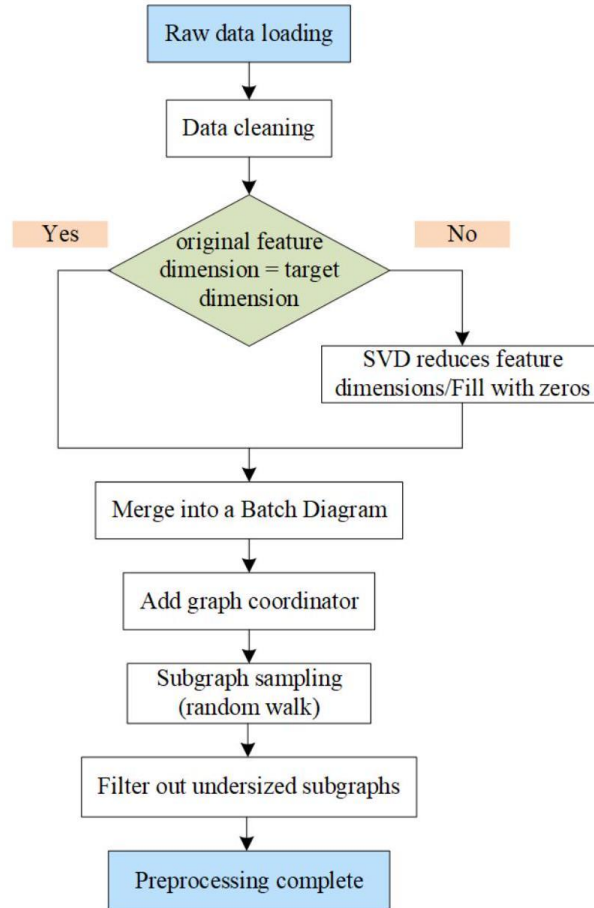 Raw data loading
Data cleaning
Yes
original feature
dimension = target
dimension
No
SVD reduces feature
dimensions/Fill with zeros
Merge into a Batch Diagram
Add graph coordinator
Subgraph sampling
(random walk)
Filter out undersized subgraphs
Preprocessing complete